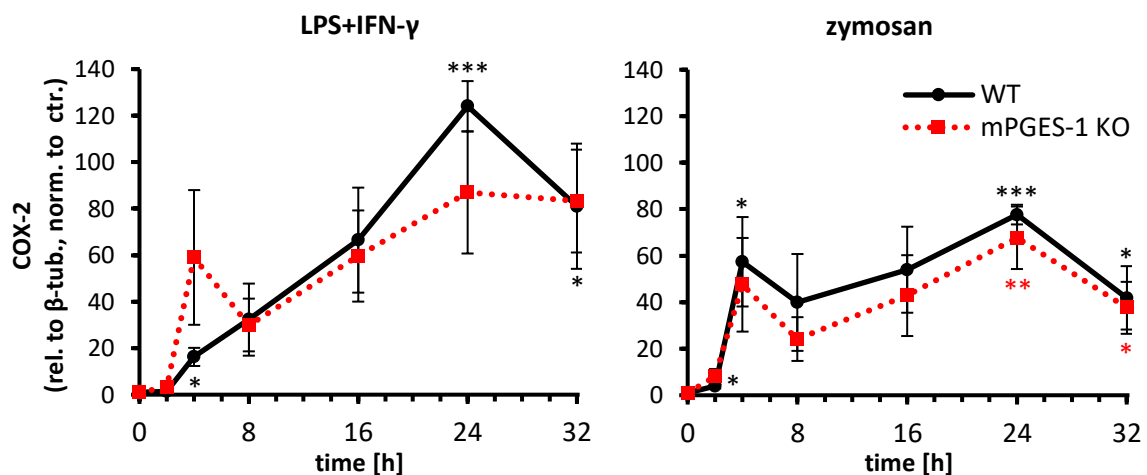 LPS+IFN-γ
COX-2
(rel. to β-tub., norm. to ctr.)
140
120
100
80
60
40
20
0
***
*
*
0 8 16 24 32
time [h]
zymosan
140
120
100
80
60
40
20
0
WT
mPGES-1 KO
*
*
***
**
*
*
0 8 16 24 32
time [h]